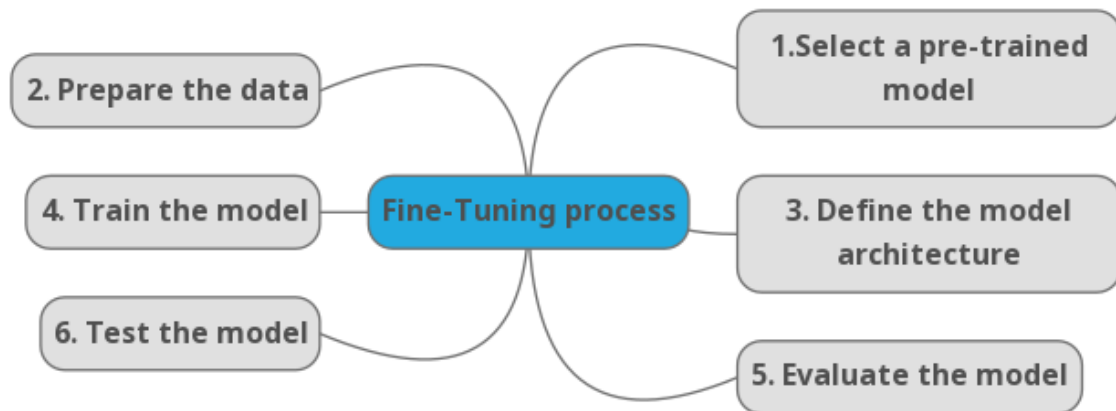 1.Select a pre-trained
model
2. Prepare the data
3. Define the model
architecture
4. Train the model
Fine-Tuning process
5. Evaluate the model
6. Test the model